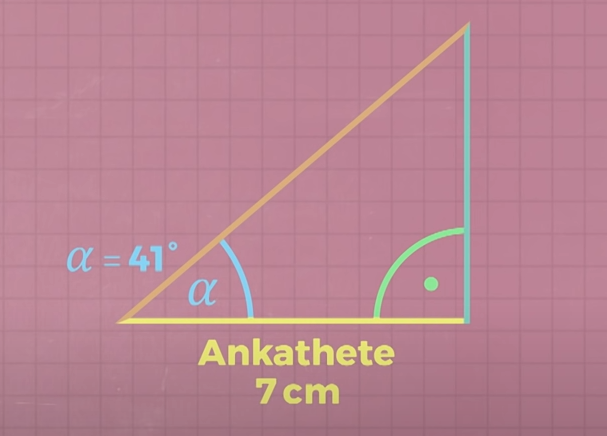 α = 41°
α
Ankathete
7 cm